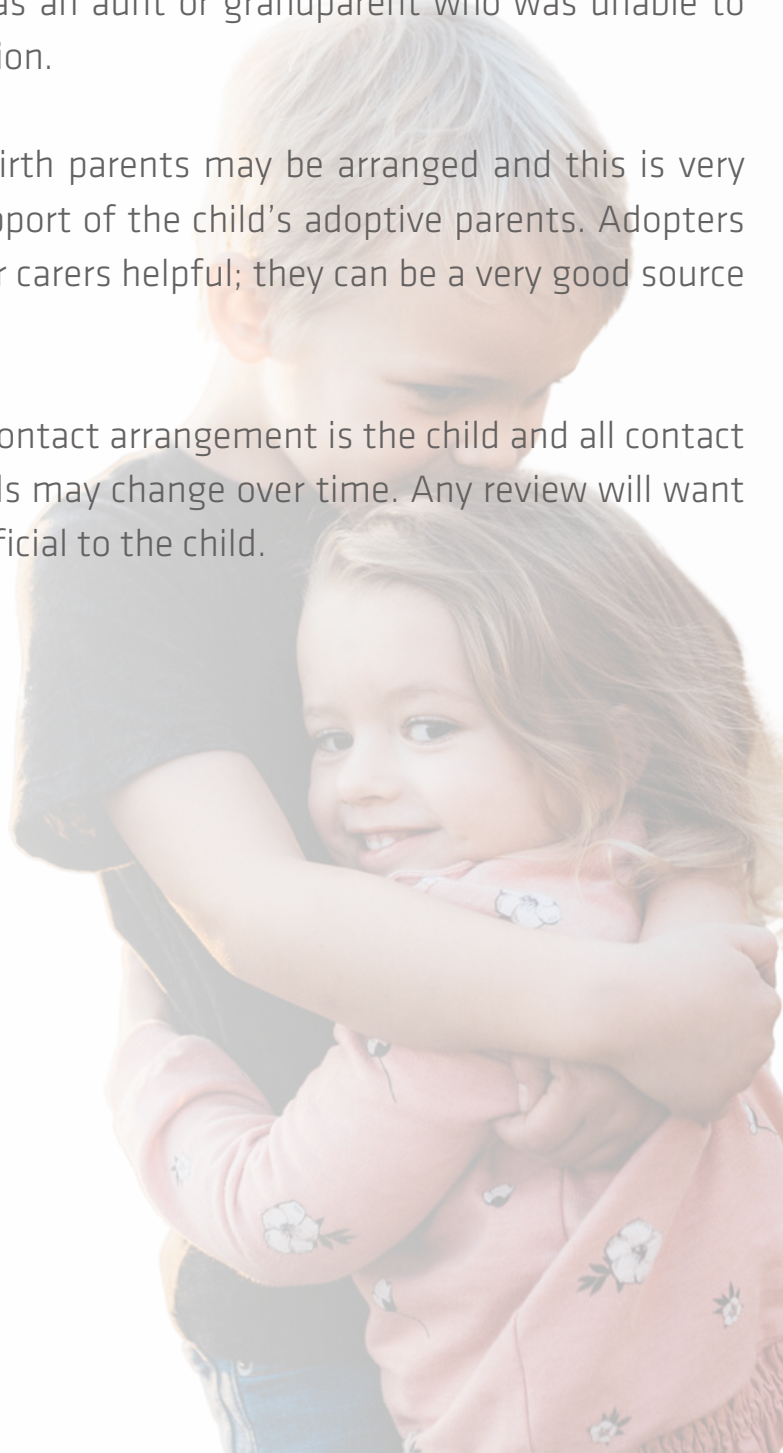 as an aunt or grandparent who was unable to
ion.
irth parents may be arranged and this is very
pport of the child’s adoptive parents. Adopters
r carers helpful; they can be a very good source
ontact arrangement is the child and all contact
ls may change over time. Any review will want
ficial to the child.